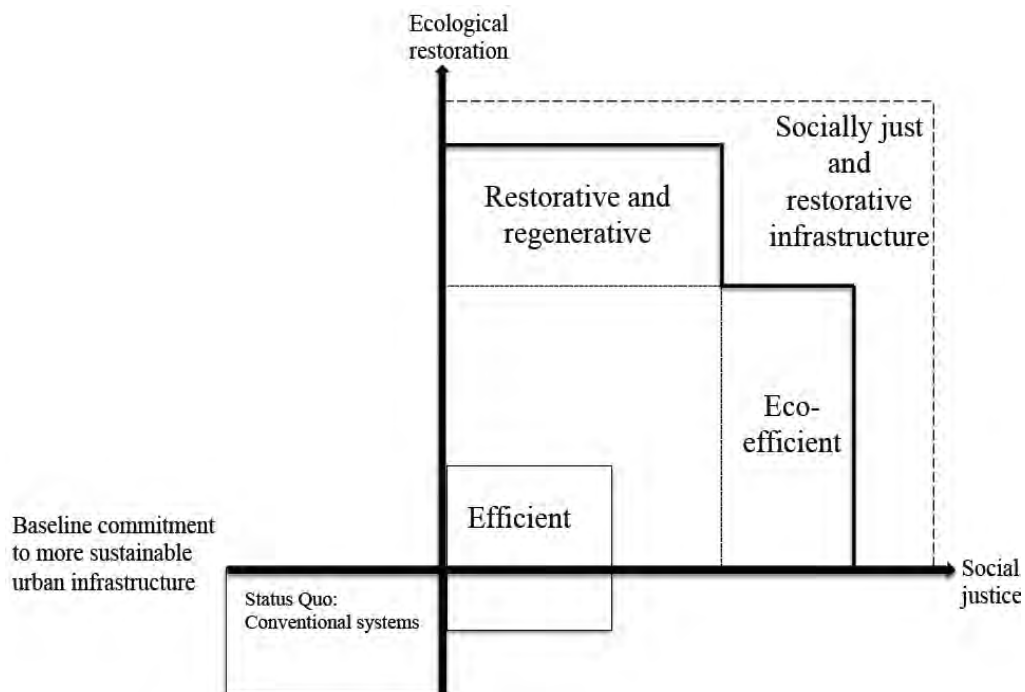 Ecological
restoration
Socially just
and
restorative
infrastructure
Restorative and
regenerative
Eco-
efficient
Efficient
Baseline commitment
to more sustainable
urban infrastructure
Social
justice
Status Quo:
Conventional systems